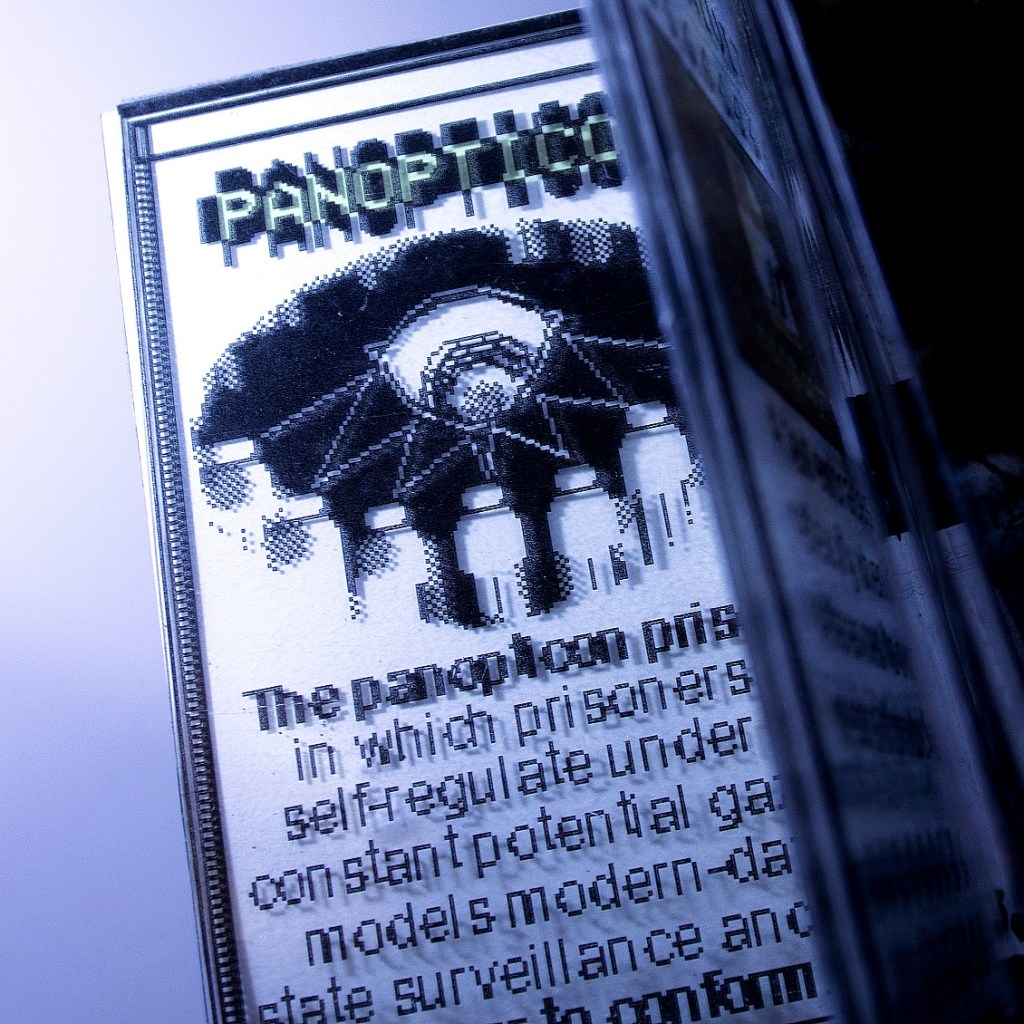 PANOPTICO
The panopticon pris
in which prisoners
self-regulate under
constant potential ga
models modern-da
state surveillance and
to conform